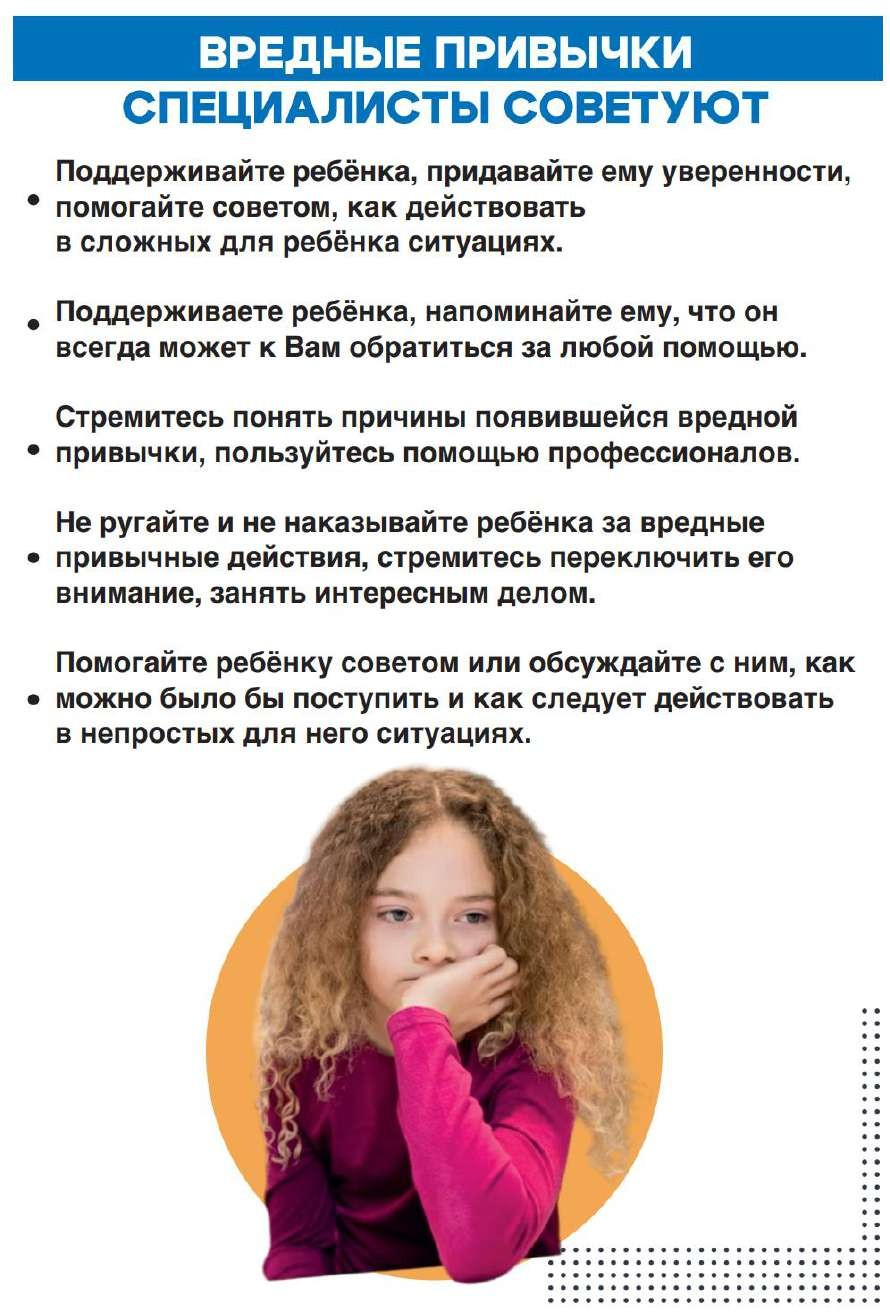 ВРЕДНЫЕ ПРИВЫЧКИ
СПЕЦИАЛИСТЫ СОВЕТУЮТ
• Поддерживайте ребёнка, придавайте ему уверенности,
помогайте советом, как действовать
в сложных для ребёнка ситуациях.
• Поддерживаете ребёнка, напоминайте ему, что он
всегда может к Вам обратиться за любой помощью.
• Стремитесь понять причины появившейся вредной
привычки, пользуйтесь помощью профессионалов.
• Не ругайте и не наказывайте ребёнка за вредные
привычные действия, стремитесь переключить его
внимание, занять интересным делом.
• Помогайте ребёнку советом или обсуждайте с ним, как
можно было бы поступить и как следует действовать
в непростых для него ситуациях.